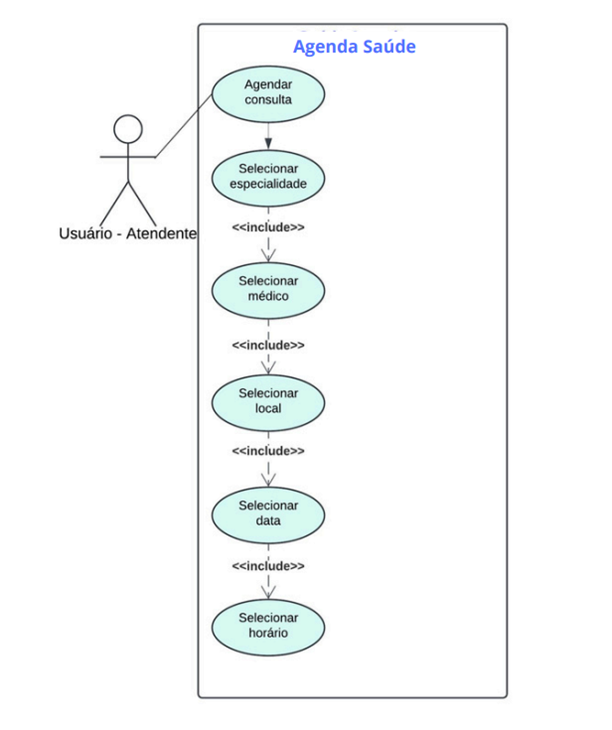 Agenda Saúde
Agendar
consulta
Selecionar
especialidade
<<include>>
Usuário - Atendente
Selecionar
médico
<<include>>
Selecionar
local
<<include>>
Selecionar
data
<<include>>
Selecionar
horário